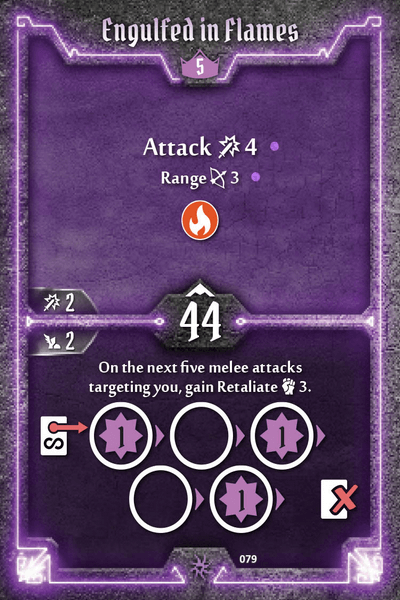 Engulfed in Flames
5
Attack 4
Range 3
2
44
2
On the next five melee attacks
targeting you, gain Retaliate 3.
S
1
1
1
079